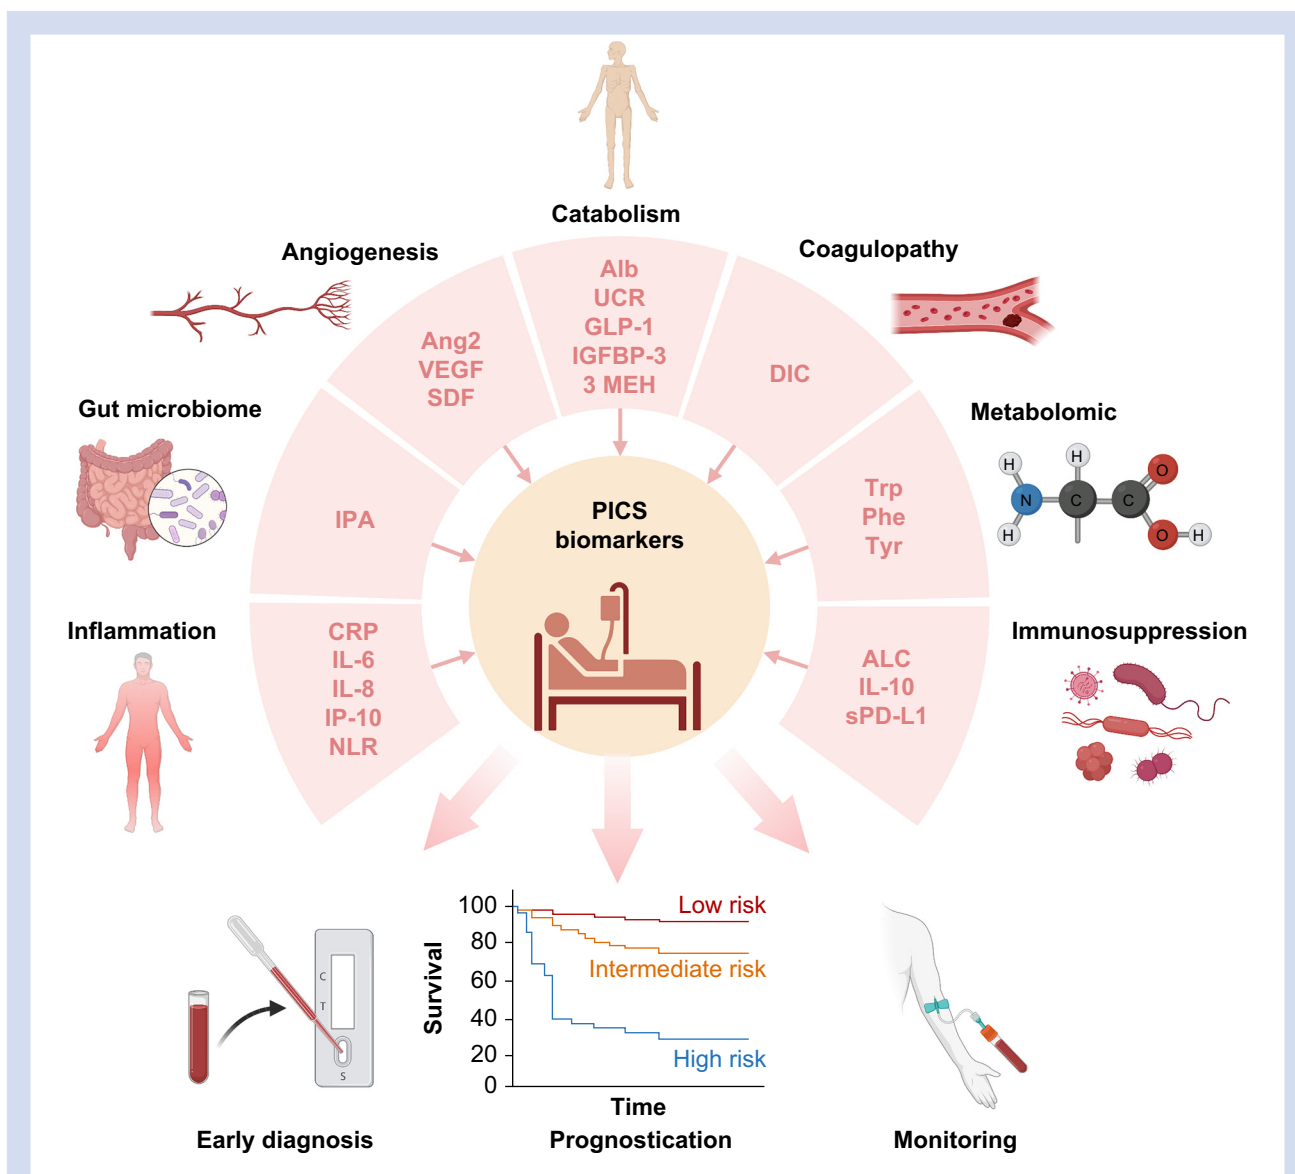 Catabolism
Angiogenesis
Coagulopathy
Alb
UCR
GLP-1
IGFBP-3
3 MEH
Ang2
VEGF
SDF
DIC
Gut microbiome
Metabolomic
H
H
N
C
C
O
O
H
H
IPA
Trp
Phe
Tyr
PICS
biomarkers
Inflammation
Immunosuppression
CRP
IL-6
IL-8
IP-10
NLR
ALC
IL-10
sPD-L1
C
T
S
Survival
100
80
60
40
20
0
Low risk
Intermediate risk
High risk
Time
Early diagnosis
Prognostication
Monitoring